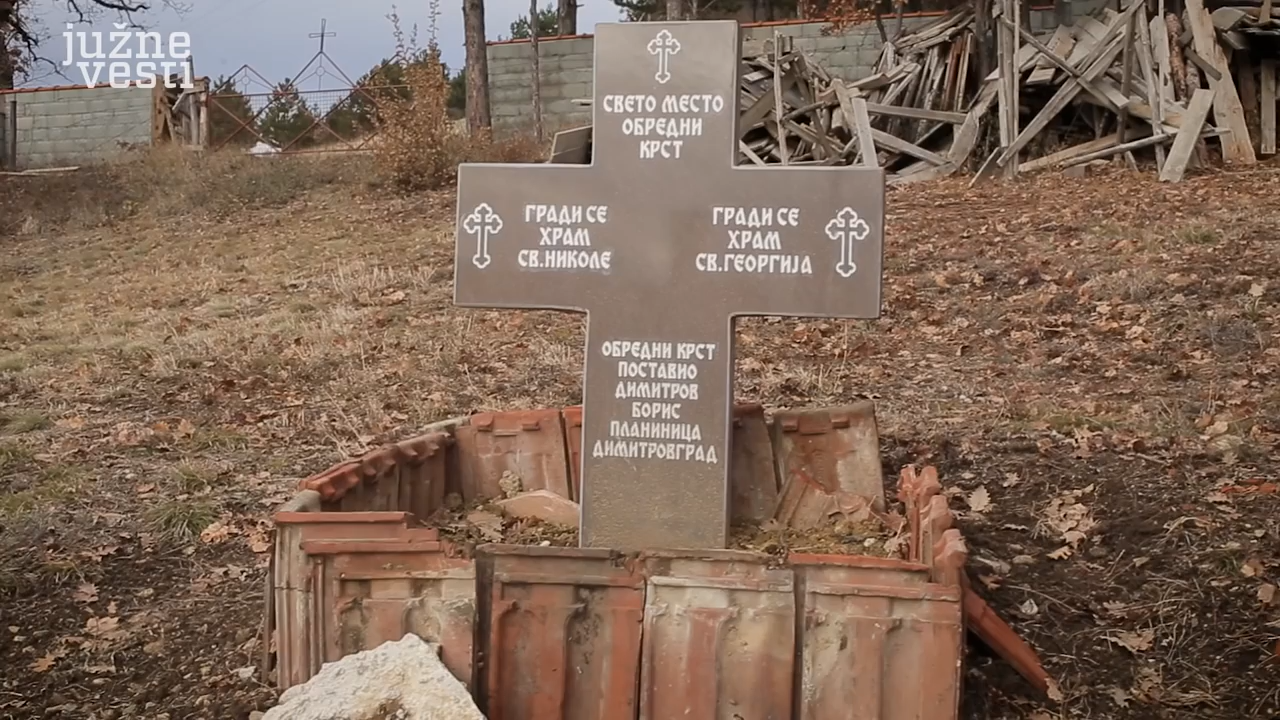 južne
vesti
СВЕТО МЕСТО
ОБРЕДНИ
КРСТ
ГРАДИ СЕ
ХРАМ
СВ.НИКОЛЕ
ГРАДИ СЕ
ХРАМ
СВ.ГЕОРГИЈА
ОБРЕДНИ КРСТ
ПОСТАВИО
ДИМИТРОВ
БОРИС
ПЛАНИНИЦА
ДИМИТРОВГРАД